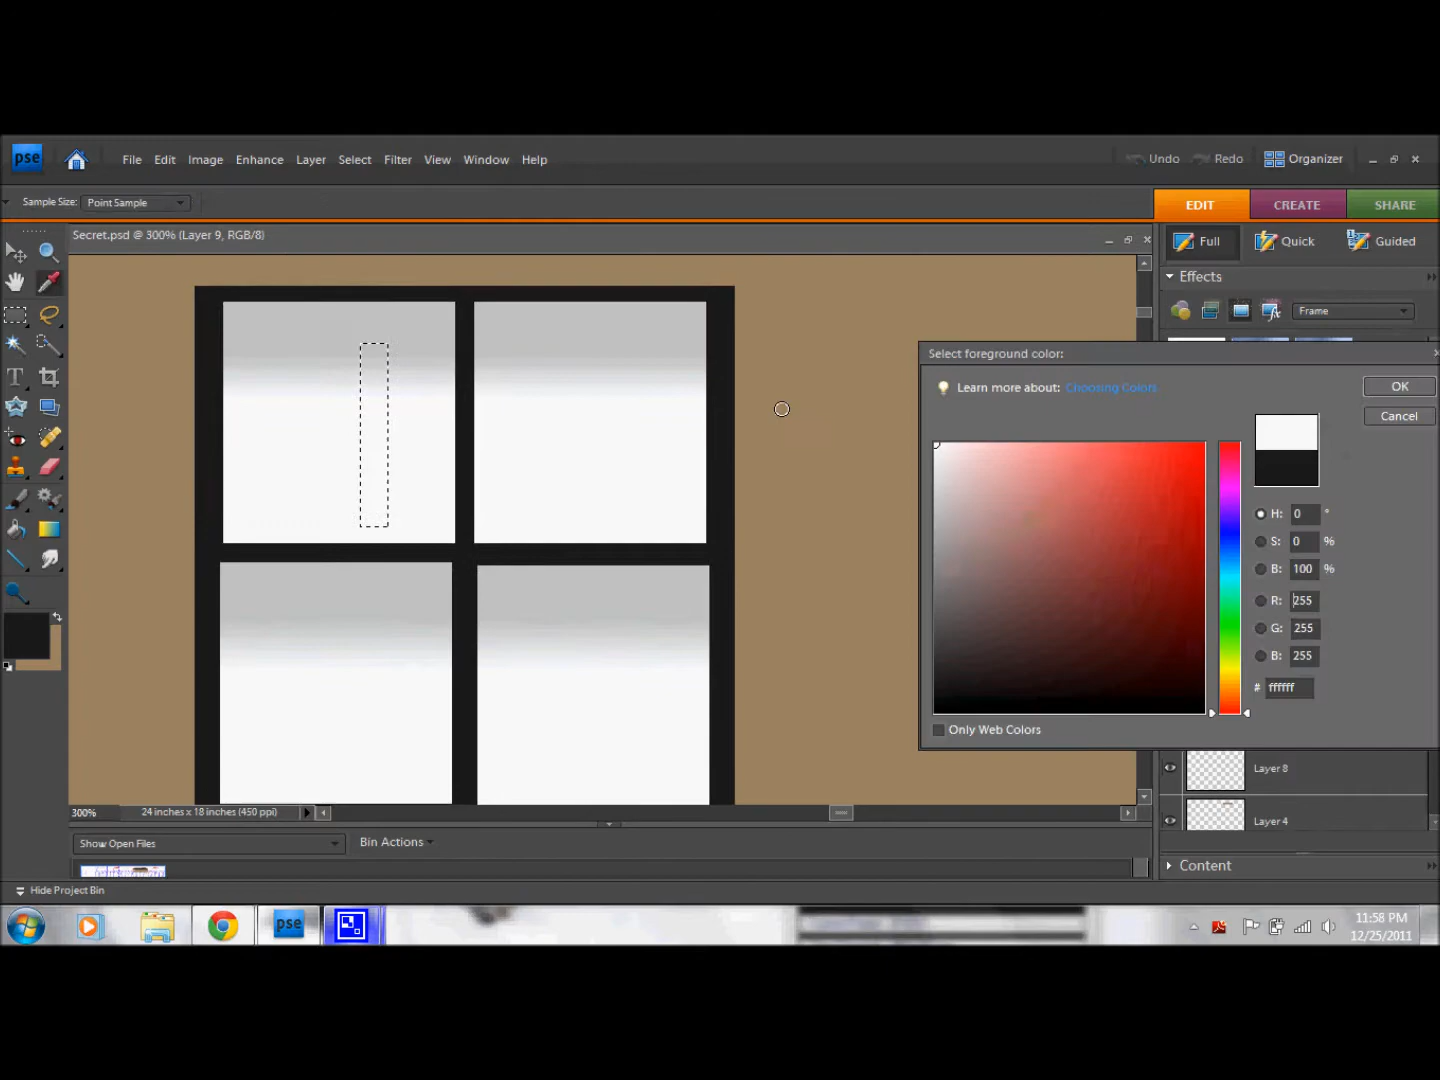 pse File Edit Image Enhance Layer Select Filter View Window Help Undo Redo Organizer
Sample Size: Point Sample EDIT CREATE SHARE
Secret.psd @ 300% (Layer 9, RGB/8)
Full Quick Guided
Effects
Frame
Select foreground color:
Learn more about: Choosing Colors
OK
Cancel
H: 0 °
S: 0 %
B: 100 %
R: 255
G: 255
B: 255
# ffffff
Only Web Colors
Layer 8
Layer 4
300% 24 inches x 18 inches (450 ppi)
Show Open Files Bin Actions
Content
Hide Project Bin
pse
11:58 PM
12/25/2011